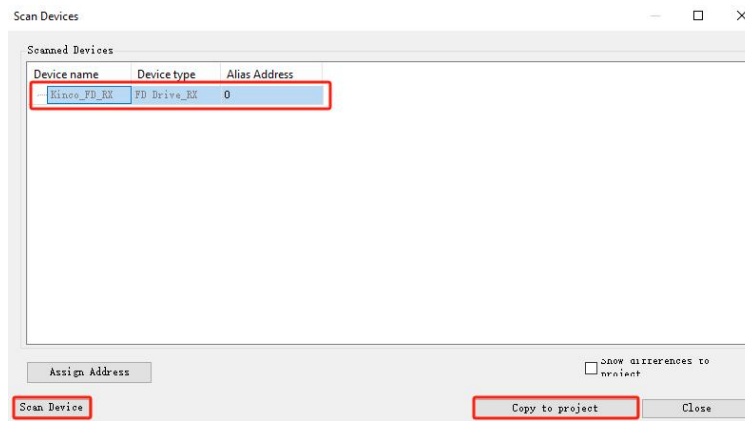 Scan Devices
Scanned Devices
Device name Device type Alias Address
Kinco_FD_RX FD Drive_RX 0
Assign Address
Show differences to
project
Scan Device Copy to project Close